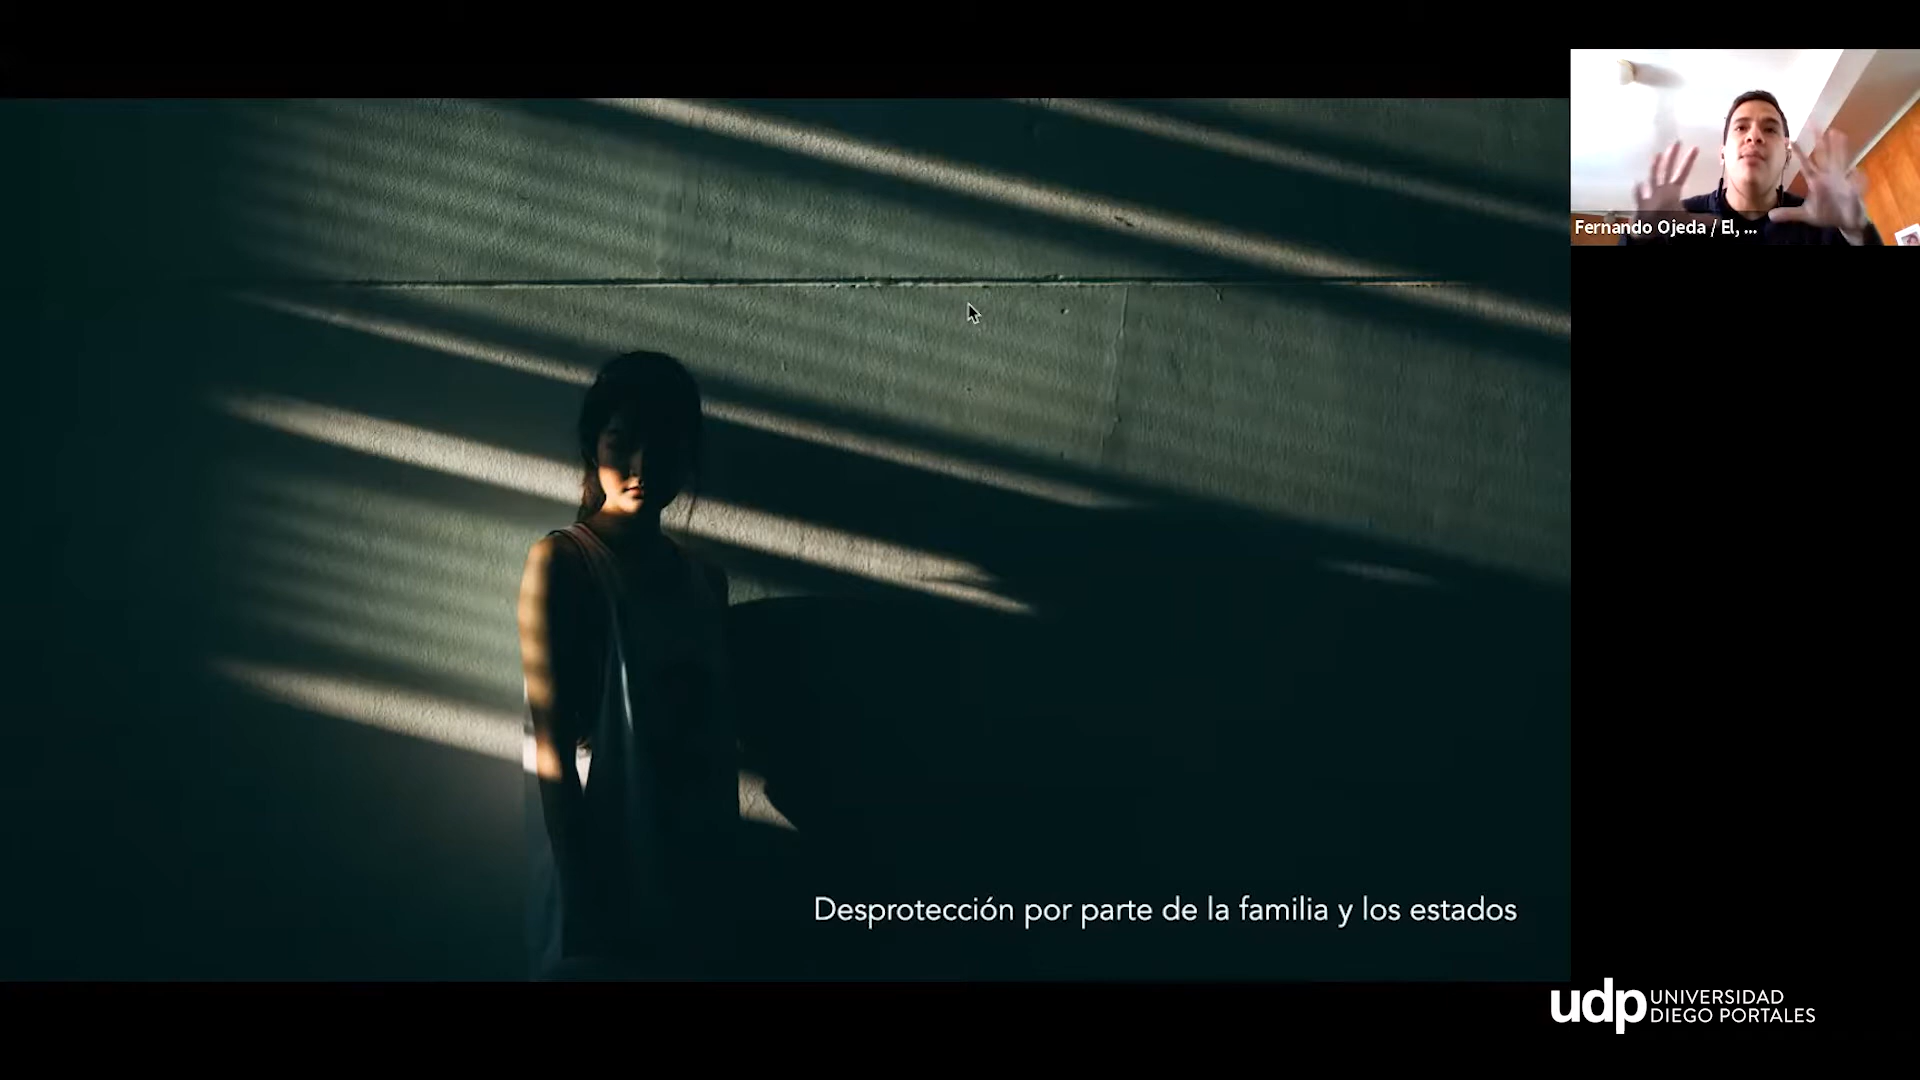 Fernando Ojeda / El, ...
Desprotección por parte de la familia y los estados
udp UNIVERSIDAD
DIEGO PORTALES